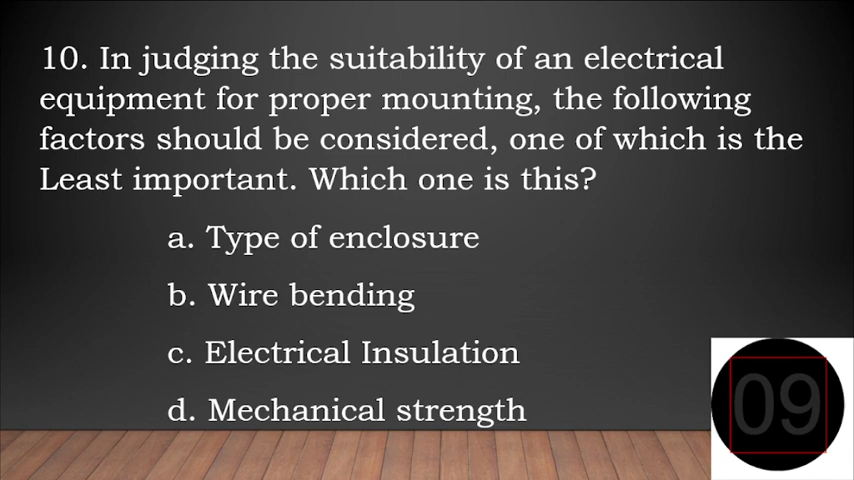 10. In judging the suitability of an electrical
equipment for proper mounting, the following
factors should be considered, one of which is the
Least important. Which one is this?
a. Type of enclosure
b. Wire bending
c. Electrical Insulation
d. Mechanical strength
09